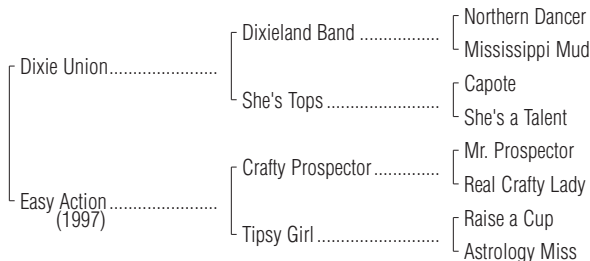 Northern Dancer
Dixieland Band ..................
Mississippi Mud
Dixie Union........................
Capote
She's Tops .........................
She's a Talent
Mr. Prospector
Crafty Prospector...............
Real Crafty Lady
Easy Action........................
(1997)
Raise a Cup
Tipsy Girl ...........................
Astrology Miss